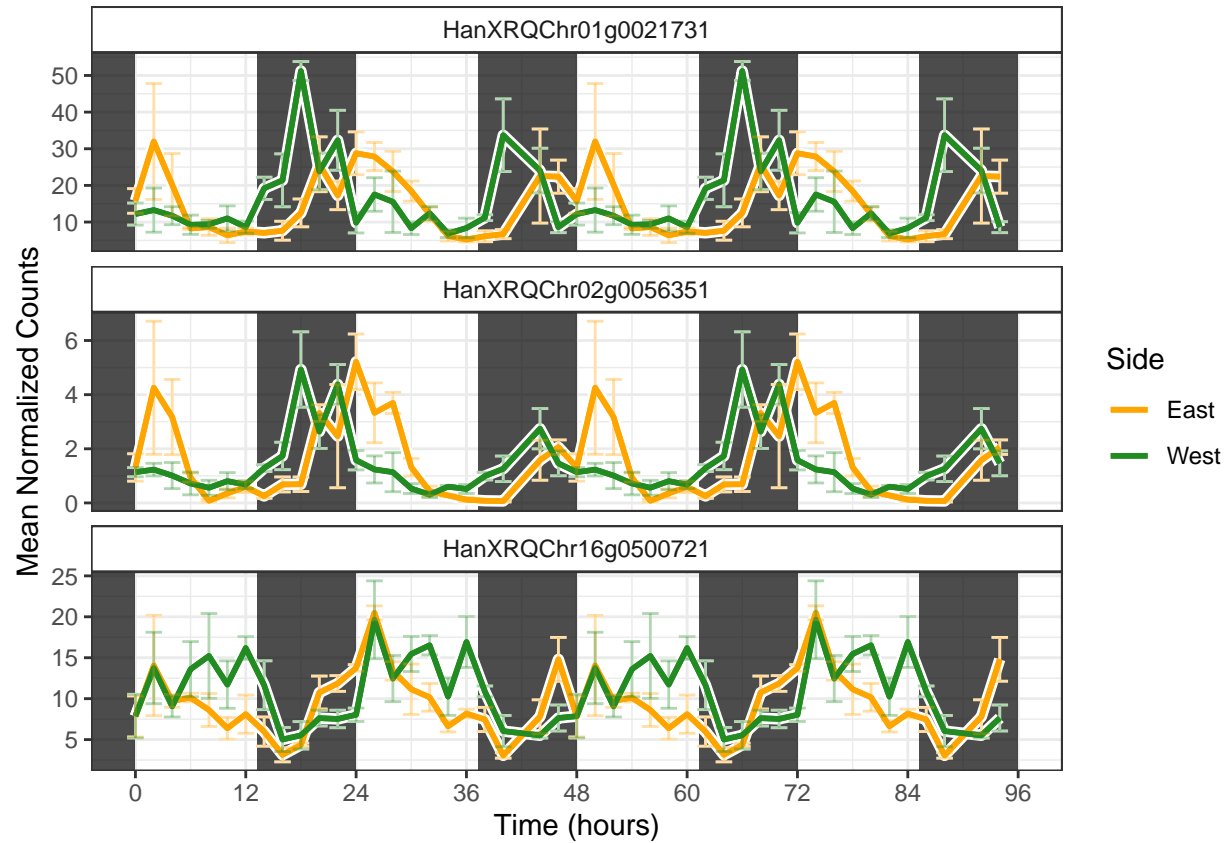 HanXRQChr01g0021731
50
40
30
20
10
HanXRQChr02g0056351
6
4
2
0
HanXRQChr16g0500721
25
20
15
10
5
0 12 24 36 48 60 72 84 96
Time (hours)
Mean Normalized Counts
Side
East
West